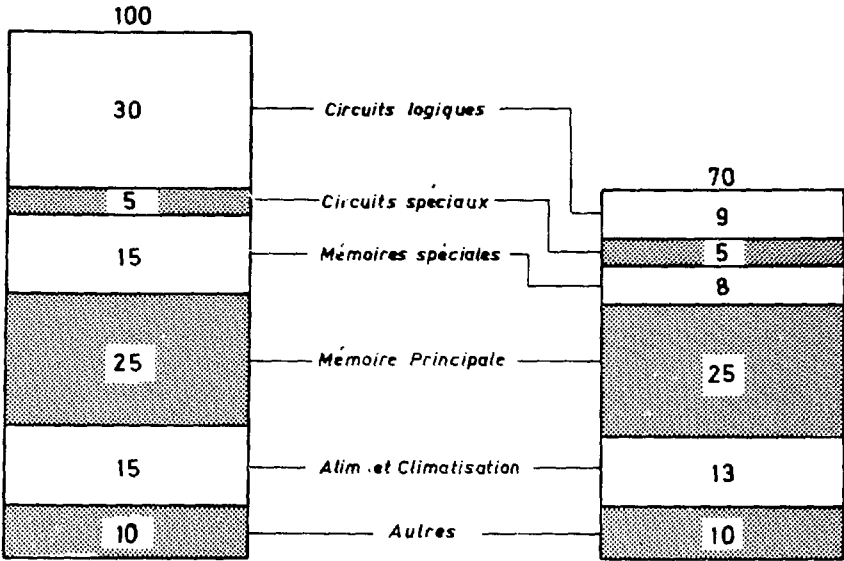 100
70
30 Circuits logiques 9
5 Circuits spéciaux 5
15 Mémoires spéciales 8
25 Mémoire Principale 25
15 Alim. et Climatisation 13
10 Autres 10